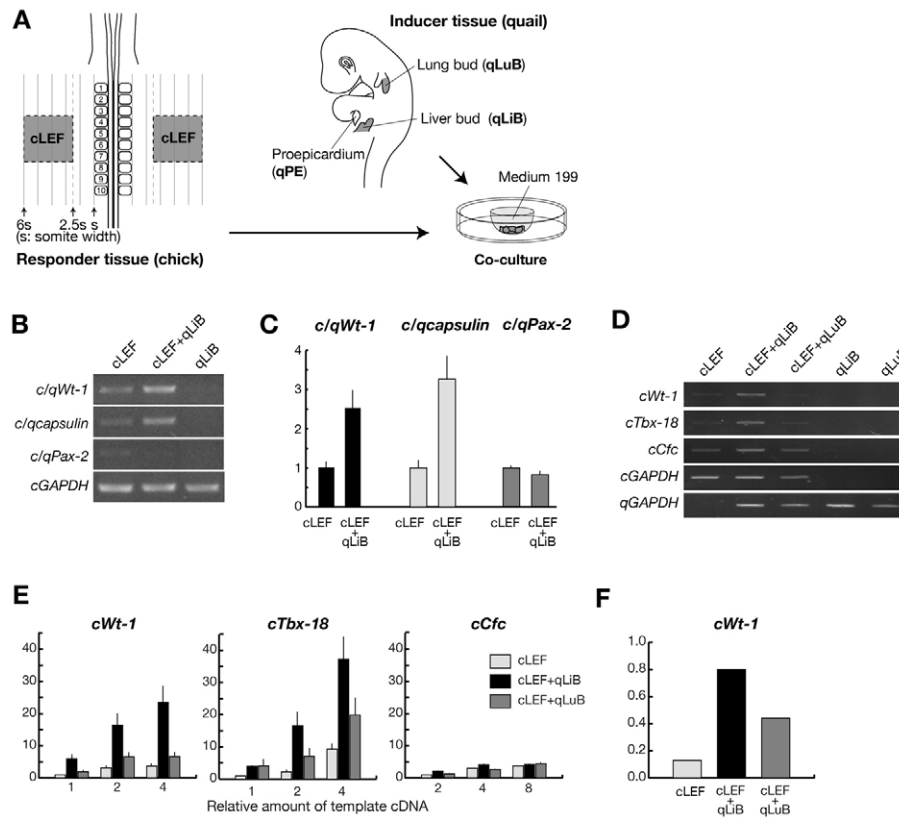 A
Inducer tissue (quail)
Lung bud (qLuB)
Liver bud (qLiB)
Proepicardium
(qPE)
cLEF
cLEF
1
2
3
4
5
6
7
8
9
10
6s
2.5s
s
(s: somite width)
Responder tissue (chick)
Medium 199
Co-culture
B
cLEF
cLEF+qLiB
qLiB
c/qWt-1
c/qcapsulin
c/qPax-2
cGAPDH
C
c/qWt-1
c/qcapsulin
c/qPax-2
4
3
2
1
0
cLEF
cLEF
+
qLiB
cLEF
cLEF
+
qLiB
cLEF
cLEF
+
qLiB
D
cLEF
cLEF+qLiB
cLEF+qLuB
qLiB
qLu
cWt-1
cTbx-18
cCfc
cGAPDH
qGAPDH
E
cWt-1
cTbx-18
cCfc
40
30
20
10
0
1
2
4
40
30
20
10
0
1
2
4
40
30
20
10
0
2
4
8
cLEF
cLEF+qLiB
cLEF+qLuB
Relative amount of template cDNA
F
cWt-1
1.0
0.8
0.6
0.4
0.2
0
cLEF
cLEF
+
qLiB
cLEF
+
qLuB